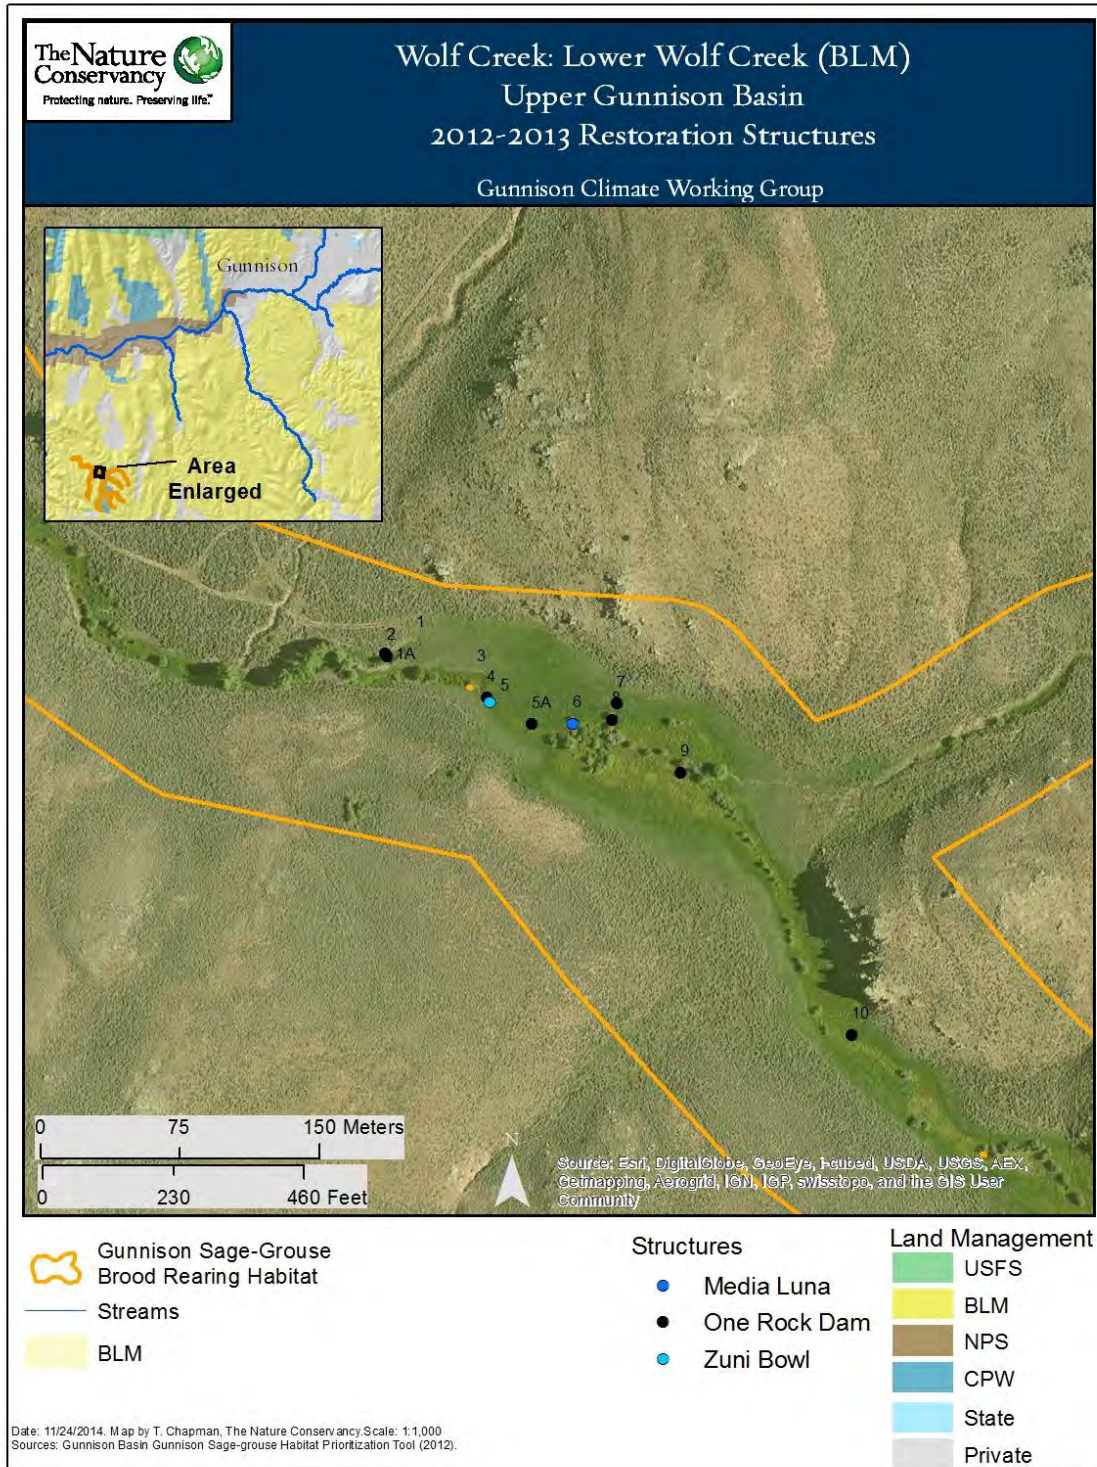 The Nature
Conservancy
Protecting nature. Preserving life.™
Wolf Creek: Lower Wolf Creek (BLM)
Upper Gunnison Basin
2012-2013 Restoration Structures
Gunnison Climate Working Group
Gunnison
Area
Enlarged
1
2
1A
3
4
5
5A
6
7
8
9
10
0 75 150 Meters
0 230 460 Feet
N
Source: Esri, DigitalGlobe, GeoEye, i-cubed, USDA, USGS, AEX,
Getmapping, Aerogrid, IGN, IGP, swisstopo, and the GIS User
Community
Gunnison Sage-Grouse
Brood Rearing Habitat
Streams
BLM
Structures
Media Luna
One Rock Dam
Zuni Bowl
Land Management
USFS
BLM
NPS
CPW
State
Private
Date: 11/24/2014. Map by T. Chapman, The Nature Conservancy.Scale: 1:1,000
Sources: Gunnison Basin Gunnison Sage-grouse Habitat Prioritization Tool (2012).